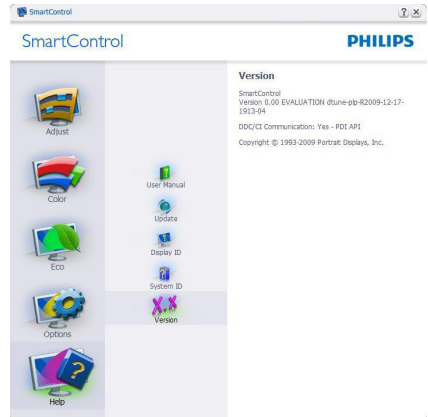 SmartControl
SmartControl
PHILIPS
Adjust
Color
Eco
Options
Help
User Manual
Update
Display ID
System ID
X.X
Version
Version
SmartControl
Version 0.00 EVALUATION dtune-plp-R2009-12-17-
1913-04
DDC/CI Communication: Yes - PDI API
Copyright © 1993-2009 Portrait Displays, Inc.